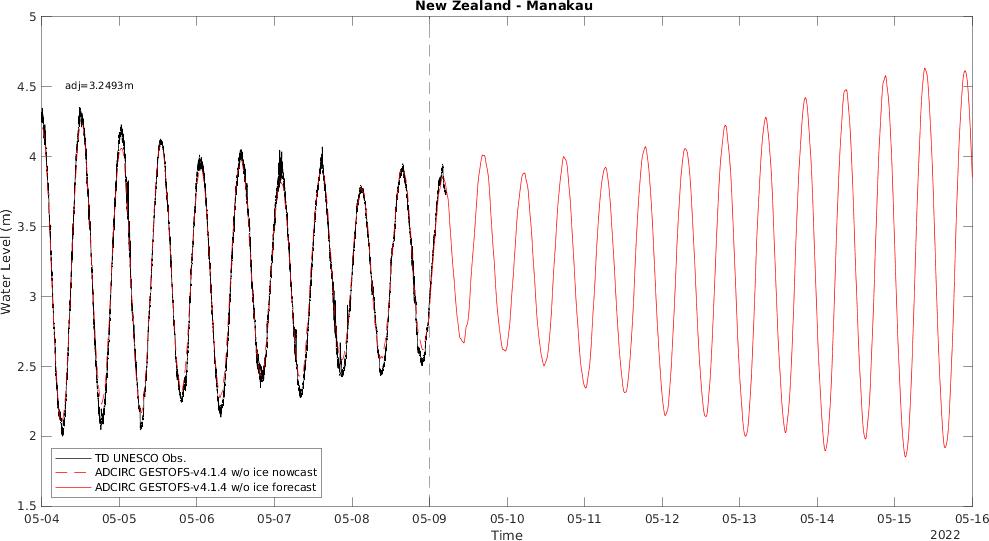 New Zealand - Manakau
adj=3.2493m
Water Level (m)
5
4.5
4
3.5
3
2.5
2
1.5
TD UNESCO Obs.
ADCIRC GESTOFS-v4.1.4 w/o ice nowcast
ADCIRC GESTOFS-v4.1.4 w/o ice forecast
05-04 05-05 05-06 05-07 05-08 05-09 05-10 05-11 05-12 05-13 05-14 05-15 05-16
Time
2022